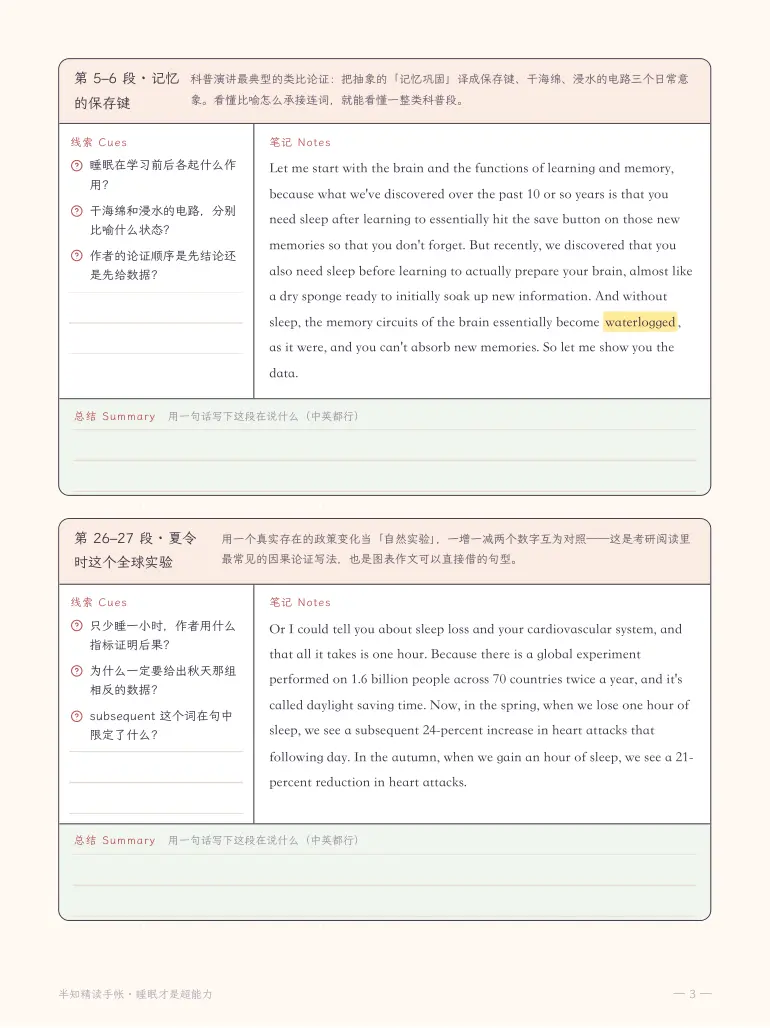 第 5–6 段·记忆的保存键
科普演讲最典型的类比论证：把抽象的「记忆巩固」译成保存键、干海绵、浸水的电路三个日常意
象。看懂比喻怎么承接连词，就能看懂一整类科普段。
线索 Cues
睡眠在学习前后各起什么作
用？
干海绵和浸水的电路，分别
比喻什么状态？
作者的论证顺序是先结论还
是先给数据？
笔记 Notes
Let me start with the brain and the functions of learning and memory,
because what we've discovered over the past 10 or so years is that you
need sleep after learning to essentially hit the save button on those new
memories so that you don't forget. But recently, we discovered that you
also need sleep before learning to actually prepare your brain, almost like
a dry sponge ready to initially soak up new information. And without
sleep, the memory circuits of the brain essentially become waterlogged,
as it were, and you can't absorb new memories. So let me show you the
data.
总结 Summary 用一句话写下这段在说什么（中英都行）
第 26–27 段·夏令
时这个全球实验
用一个真实存在的政策变化当「自然实验」，一增一减两个数字互为对照——这是考研阅读里
最常见的因果论证写法，也是图表作文可以直接借的句型。
线索 Cues
只少睡一小时，作者用什么
指标证明后果？
为什么一定要给出秋天那组
相反的数据？
subsequent 这个词在句中
限定了什么？
笔记 Notes
Or I could tell you about sleep loss and your cardiovascular system, and
that all it takes is one hour. Because there is a global experiment
performed on 1.6 billion people across 70 countries twice a year, and it's
called daylight saving time. Now, in the spring, when we lose one hour of
sleep, we see a subsequent 24-percent increase in heart attacks that
following day. In the autumn, when we gain an hour of sleep, we see a 21-
percent reduction in heart attacks.
总结 Summary 用一句话写下这段在说什么（中英都行）
半知精读手帐·睡眠才是超能力
— 3 —